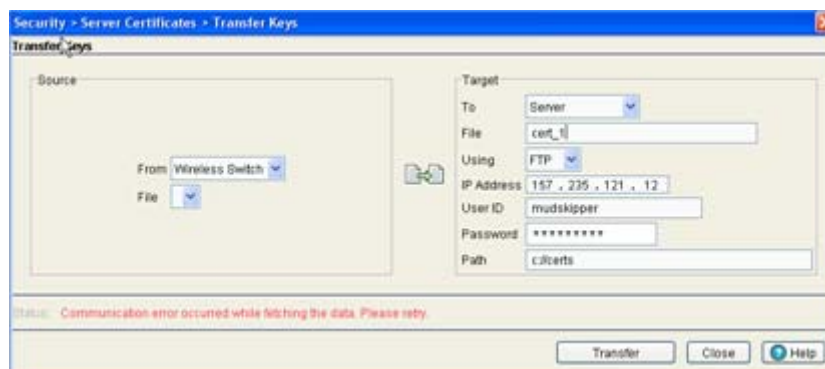 Security > Server Certificates > Transfer Keys
Transfer Keys
Source
From Wireless Switch
File
Target
To Server
File cert_1
Using FTP
IP Address 157 . 235 . 121 . 12
User ID mudskipper
Password *********
Path c://certs
Status: Communication error occurred while fetching the data. Please retry.
Transfer Close Help